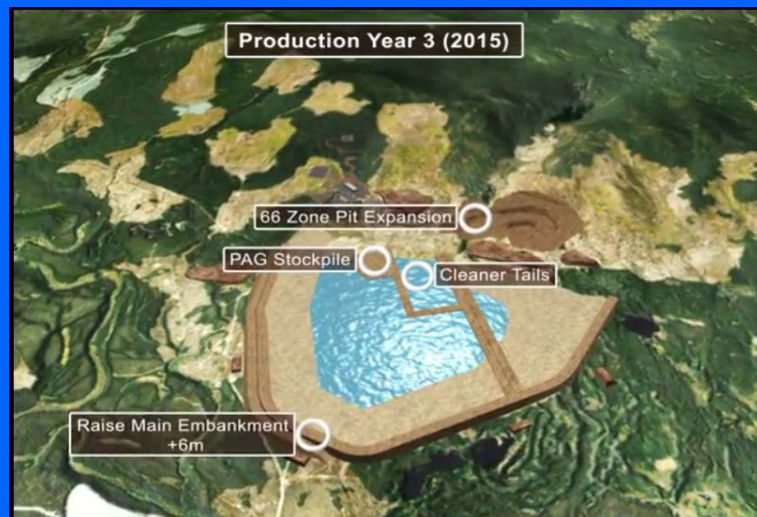 Production Year 3 (2015)
66 Zone Pit Expansion
PAG Stockpile
Cleaner Tails
Raise Main Embankment
+6m